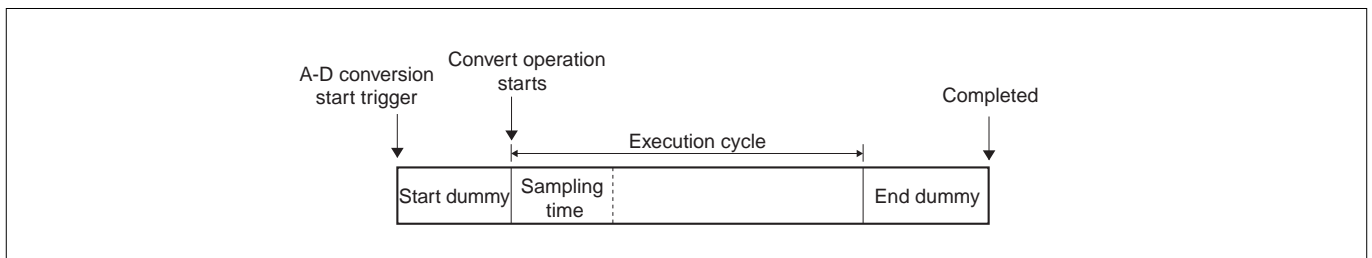 A-D conversion
start trigger
Convert operation
starts
Completed
Execution cycle
Start dummy
Sampling
time
End dummy